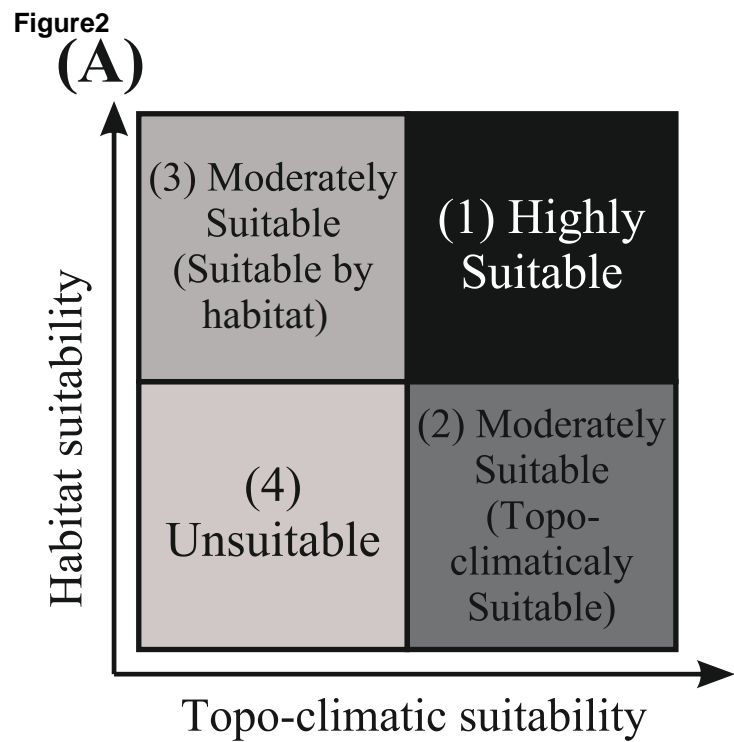 Figure2
(A)
(3) Moderately
Suitable
(Suitable by
habitat)
(1) Highly
Suitable
(4)
Unsuitable
(2) Moderately
Suitable
(Topo-
climaticaly
Suitable)
Habitat suitability
Topo-climatic suitability